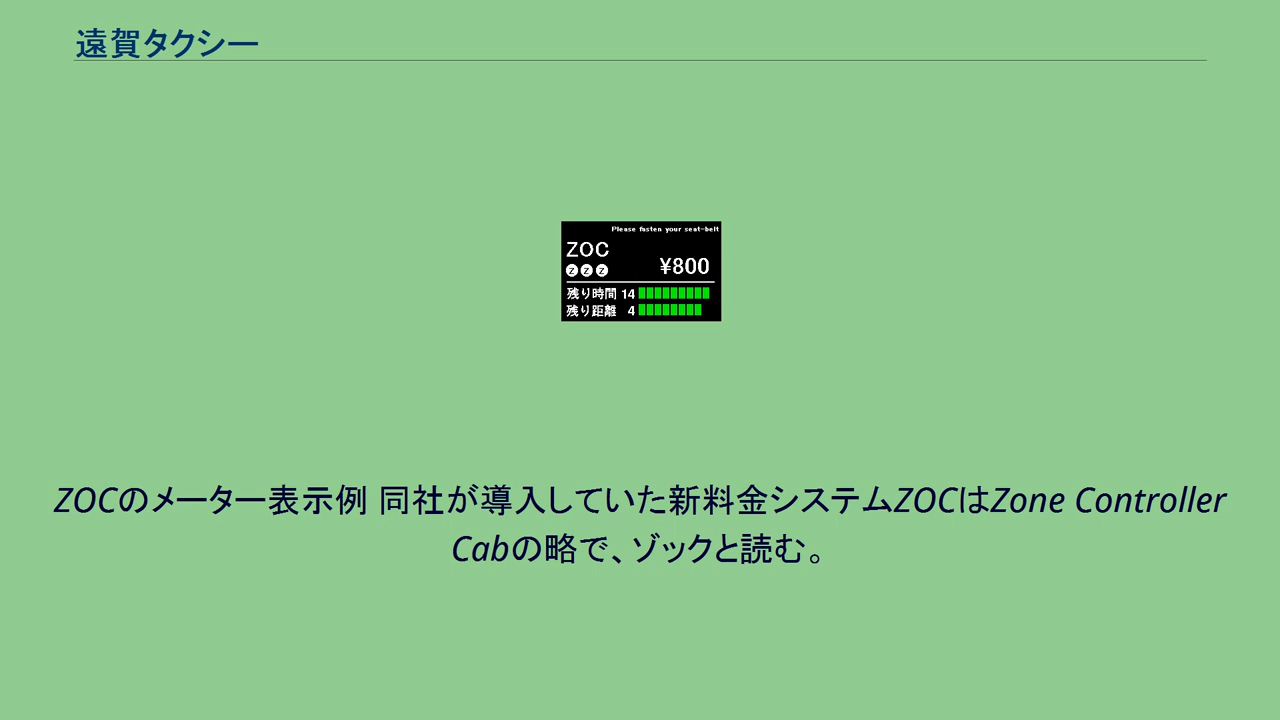 遠賀タクシー
Please fasten your seat-belt
ZOC
¥800
Z Z Z
残り時間 14
残り距離 4
ZOCのメーター表示例 同社が導入していた新料金システムZOCはZone Controller
Cabの略で、ゾックと読む。